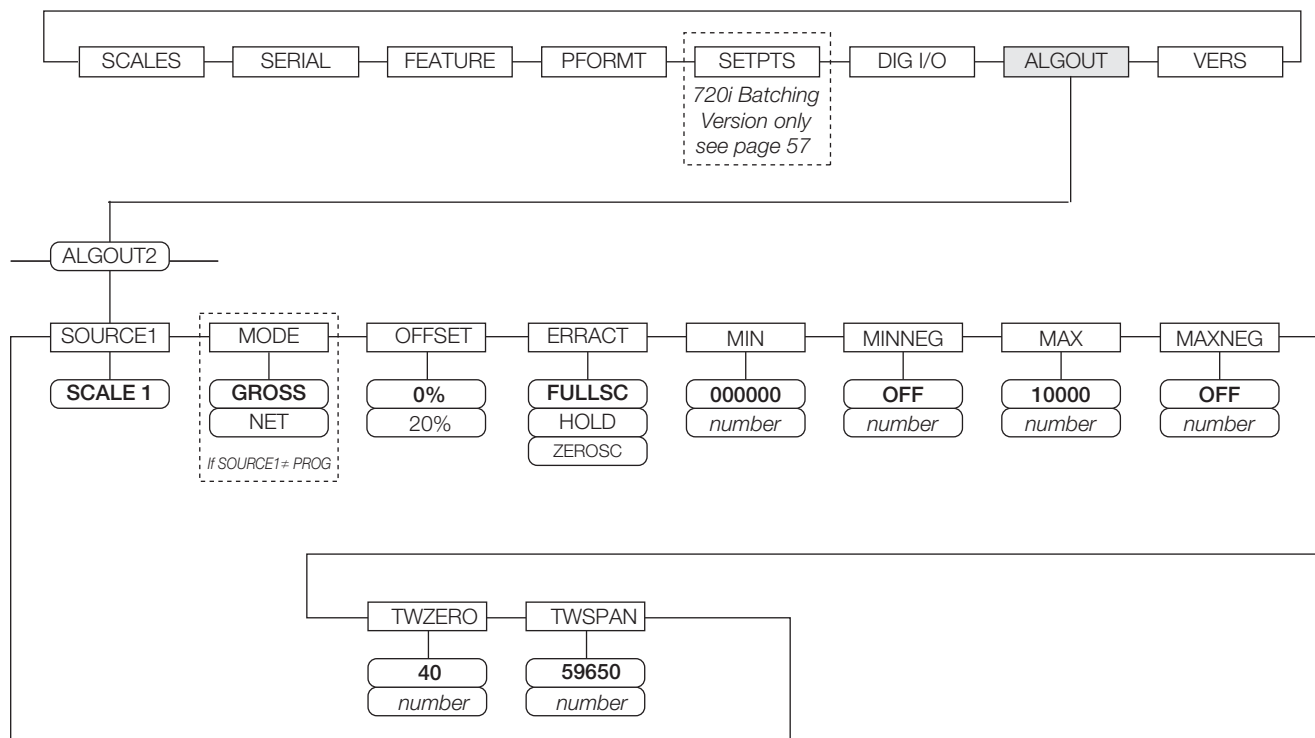 SCALES SERIAL FEATURE PFORMT SETPTS DIG I/O ALGOUT VERS
720i Batching
Version only
see page 57
ALGOUT2
SOURCE1 MODE OFFSET ERRACT MIN MINNEG MAX MAXNEG
SCALE 1 GROSS 0% FULLSC 000000 OFF 10000 OFF
NET 20% HOLD number number number number
ZEROSC
If SOURCE1≠ PROG
TWZERO TWSPAN
40 59650
number number